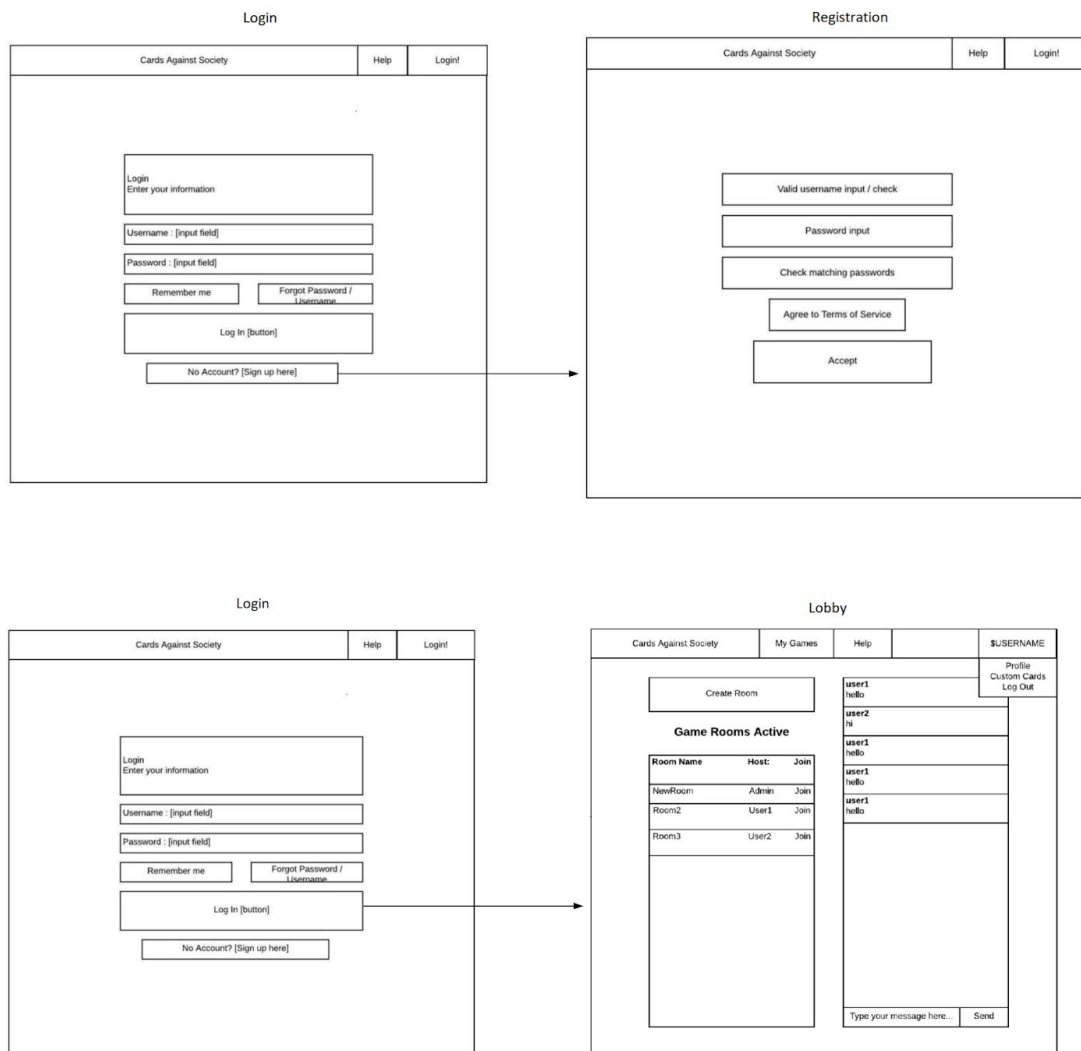 Login
Cards Against Society Help Login!
Login
Enter your information
Username : [input field]
Password : [input field]
Remember me
Forgot Password /
Username
Log In [button]
No Account? [Sign up here]
Registration
Cards Against Society Help Login!
Valid username input / check
Password input
Check matching passwords
Agree to Terms of Service
Accept
Login
Cards Against Society Help Login!
Login
Enter your information
Username : [input field]
Password : [input field]
Remember me
Forgot Password /
Username
Log In [button]
No Account? [Sign up here]
Lobby
Cards Against Society My Games Help $USERNAME
Profile
Custom Cards
Log Out
Create Room
Game Rooms Active
Room Name Host: Join
NewRoom Admin Join
Room2 User1 Join
Room3 User2 Join
user1
hello
user2
hi
user1
hello
user1
hello
user1
hello
Type your message here... Send